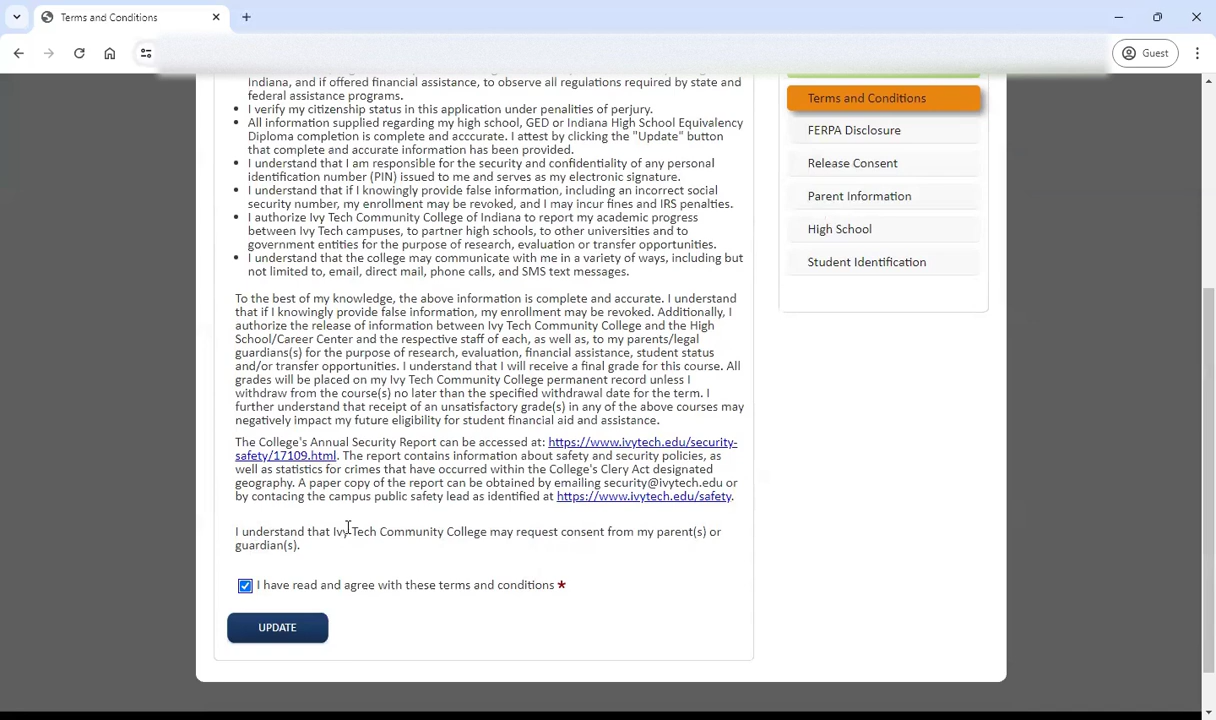 Terms and Conditions
Guest
Indiana, and if offered financial assistance, to observe all regulations required by state and
federal assistance programs.
I verify my citizenship status in this application under penalities of perjury.
All information supplied regarding my high school, GED or Indiana High School Equivalency
Diploma completion is complete and acccurate. I attest by clicking the "Update" button
that complete and accurate information has been provided.
I understand that I am responsible for the security and confidentiality of any personal
identification number (PIN) issued to me and serves as my electronic signature.
I understand that if I knowingly provide false information, including an incorrect social
security number, my enrollment may be revoked, and I may incur fines and IRS penalties.
I authorize Ivy Tech Community College of Indiana to report my academic progress
between Ivy Tech campuses, to partner high schools, to other universities and to
government entities for the purpose of research, evaluation or transfer opportunities.
I understand that the college may communicate with me in a variety of ways, including but
not limited to, email, direct mail, phone calls, and SMS text messages.
To the best of my knowledge, the above information is complete and accurate. I understand
that if I knowingly provide false information, my enrollment may be revoked. Additionally, I
authorize the release of information between Ivy Tech Community College and the High
School/Career Center and the respective staff of each, as well as, to my parents/legal
guardians(s) for the purpose of research, evaluation, financial assistance, student status
and/or transfer opportunities. I understand that I will receive a final grade for this course. All
grades will be placed on my Ivy Tech Community College permanent record unless I
withdraw from the course(s) no later than the specified withdrawal date for the term. I
further understand that receipt of an unsatisfactory grade(s) in any of the above courses may
negatively impact my future eligibility for student financial aid and assistance.
The College's Annual Security Report can be accessed at: https://www.ivytech.edu/security-
safety/17109.html. The report contains information about safety and security policies, as
well as statistics for crimes that have occurred within the College's Clery Act designated
geography. A paper copy of the report can be obtained by emailing security@ivytech.edu or
by contacing the campus public safety lead as identified at https://www.ivytech.edu/safety.
I understand that Ivy Tech Community College may request consent from my parent(s) or
guardian(s).
I have read and agree with these terms and conditions *
UPDATE
Terms and Conditions
FERPA Disclosure
Release Consent
Parent Information
High School
Student Identification